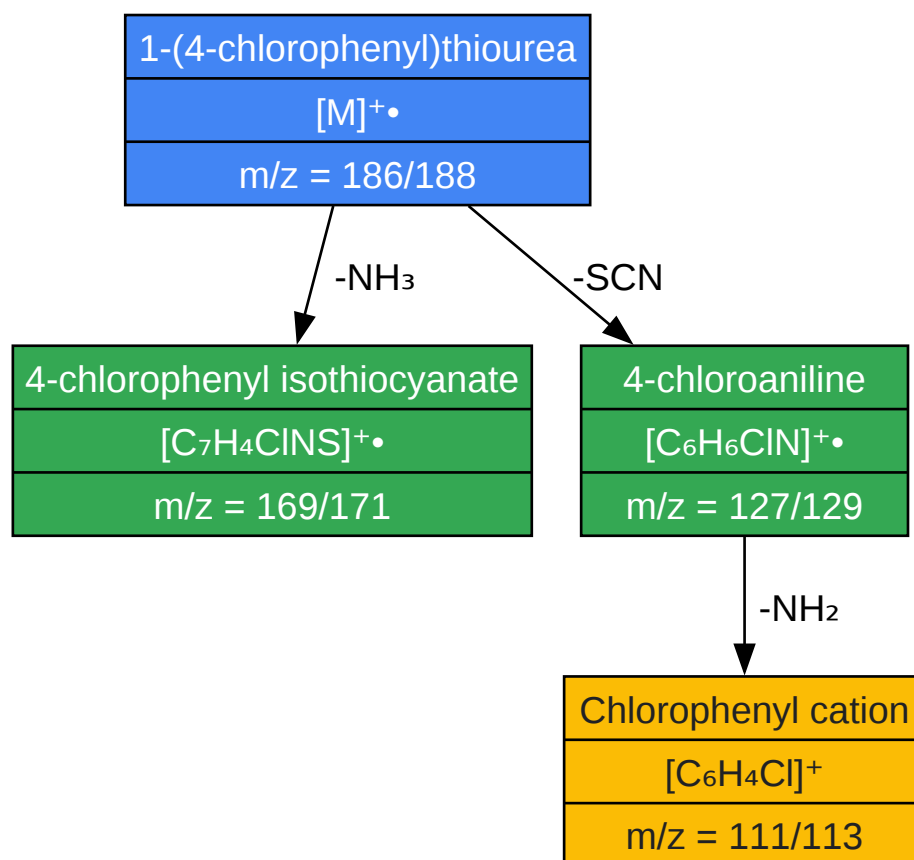 1-(4-chlorophenyl)thiourea
[M]⁺•
m/z = 186/188
-NH₃
-SCN
4-chlorophenyl isothiocyanate
[C₇H₄ClNS]⁺•
m/z = 169/171
4-chloroaniline
[C₆H₆ClN]⁺•
m/z = 127/129
-NH₂
Chlorophenyl cation
[C₆H₄Cl]⁺
m/z = 111/113